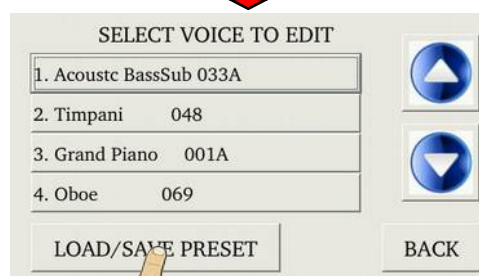 SELECT VOICE TO EDIT
1. Acoustc BassSub 033A
2. Timpani 048
3. Grand Piano 001A
4. Oboe 069
LOAD/SAVE PRESET BACK